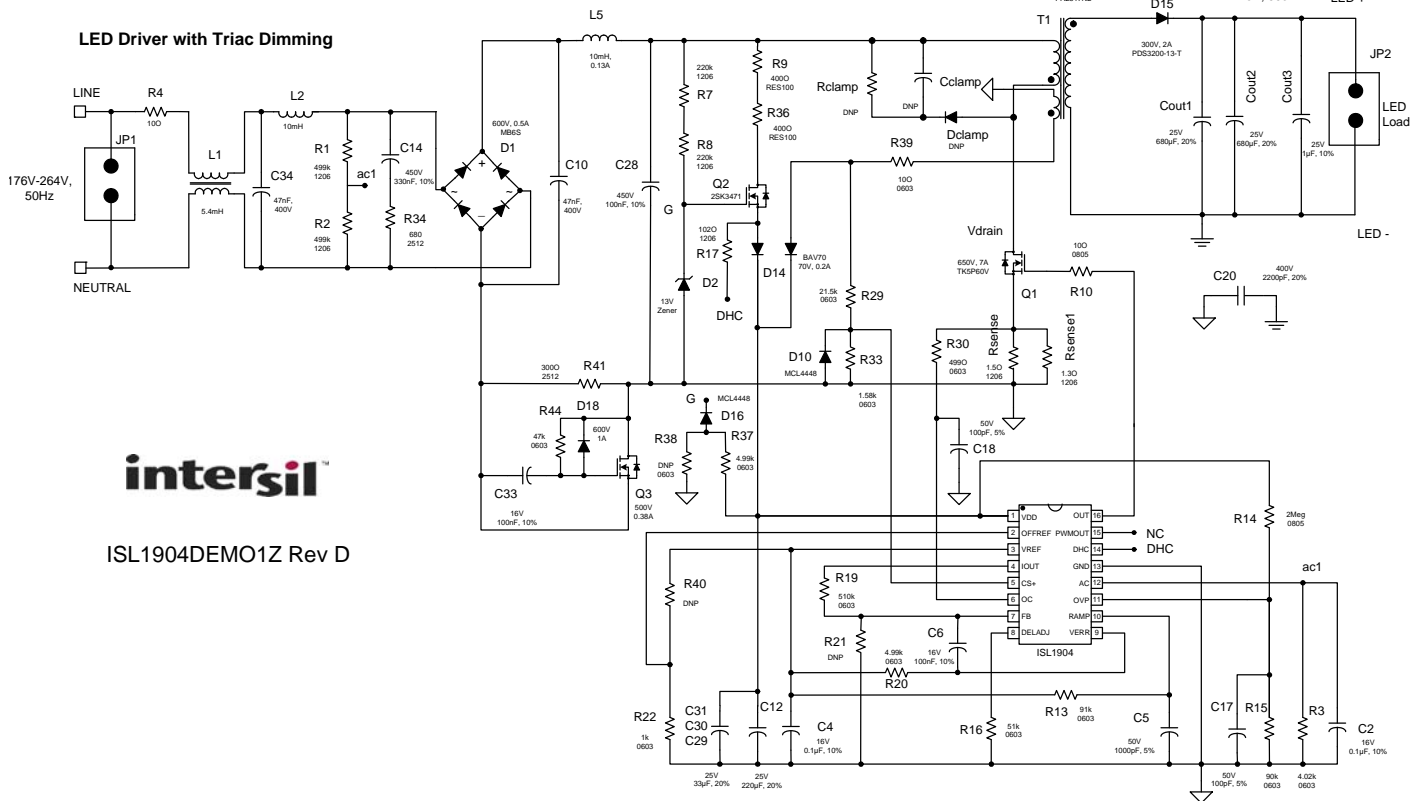 LED Driver with Triac Dimming
LINE
R4
10O
JP1
176V-264V,
50Hz
NEUTRAL
L1
5.4mH
C34
47nF,
400V
L2
10mH
R1
499k
1206
ac1
R2
499k
1206
C14
450V
330nF, 10%
R34
680
2512
600V, 0.5A
MB6S
D1
+
~
~
_
C10
47nF,
400V
L5
10mH,
0.13A
C28
450V
100nF, 10%
220k
1206
R7
R8
220k
1206
R9
400O
RES100
R36
400O
RES100
Q2
2SK3471
G
102O
1206
R17
D2
13V
Zener
DHC
D14
BAV70
70V, 0.2A
Rclamp
DNP
Cclamp
DNP
Dclamp
DNP
R39
10O
0603
T1
D15
300V, 2A
PDS3200-13-T
Cout1
25V
680µF, 20%
Cout2
25V
680µF, 20%
Cout3
25V
1µF, 10%
JP2
LED
Load
LED -
Vdrain
650V, 7A
TK5P60V
Q1
10O
0805
R10
C20
400V
2200pF, 20%
21.5k
0603
R29
D10
MCL4448
R33
1.58k
0603
R30
499O
0603
Rsense
1.5O
1206
Rsense1
1.3O
1206
300O
2512
R41
R44
47k
0603
D18
600V
1A
C33
16V
100nF, 10%
Q3
500V
0.38A
G
MCL4448
D16
R38
DNP
0603
R37
4.99k
0603
50V
100pF, 5%
C18
intersil™
ISL1904DEMO1Z Rev D
1 VDD OUT 16
2 OFFREF PWMOUT 15
3 VREF DHC 14
4 IOUT GND 13
5 CS+ AC 12
6 OC OVP 11
7 FB RAMP 10
8 DELADJ VERR 9
ISL1904
NC
DHC
R14
2Meg
0805
ac1
R40
DNP
R19
510k
0603
R21
DNP
C6
16V
100nF, 10%
4.99k
0603
R20
R22
1k
0603
C31
C30
C29
25V
33µF, 20%
C12
25V
220µF, 20%
C4
16V
0.1µF, 10%
R16
51k
0603
R13
91k
0603
C5
50V
1000pF, 5%
C17
50V
100pF, 5%
R15
90k
0603
R3
4.02k
0603
C2
16V
0.1µF, 10%